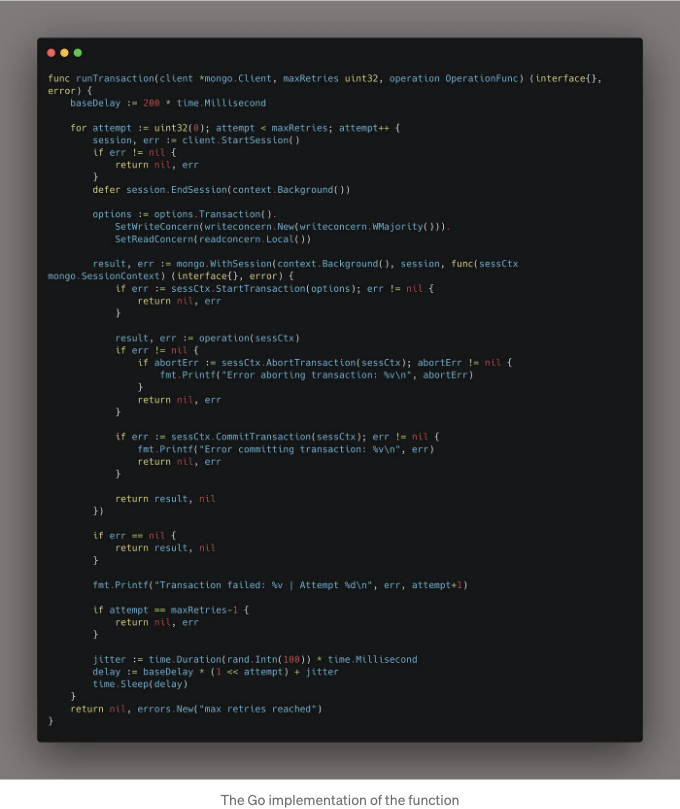 func runTransaction(client *mongo.Client, maxRetries uint32, operation OperationFunc) (interface{},
error) {
    baseDelay := 200 * time.Millisecond
    for attempt := uint32(0); attempt < maxRetries; attempt++ {
        session, err := client.StartSession()
        if err != nil {
            return nil, err
        }
        defer session.EndSession(context.Background())
        options := options.Transaction().
            SetWriteConcern(writeconcern.New(writeconcern.WMajority())).
            SetReadConcern(readconcern.Local())
        result, err := mongo.WithSession(context.Background(), session, func(sessCtx
mongo.SessionContext) (interface{}, error) {
            if err := sessCtx.StartTransaction(options); err != nil {
                return nil, err
            }
            result, err := operation(sessCtx)
            if err != nil {
                if abortErr := sessCtx.AbortTransaction(sessCtx); abortErr != nil {
                    fmt.Printf("Error aborting transaction: %v\n", abortErr)
                }
                return nil, err
            }
            if err := sessCtx.CommitTransaction(sessCtx); err != nil {
                fmt.Printf("Error committing transaction: %v\n", err)
                return nil, err
            }
            return result, nil
        })
        if err == nil {
            return result, nil
        }
        fmt.Printf("Transaction failed: %v | Attempt %d\n", err, attempt+1)
        if attempt == maxRetries-1 {
            return nil, err
        }
        jitter := time.Duration(rand.Intn(100)) * time.Millisecond
        delay := baseDelay * (1 << attempt) + jitter
        time.Sleep(delay)
    }
    return nil, errors.New("max retries reached")
}
The Go implementation of the function